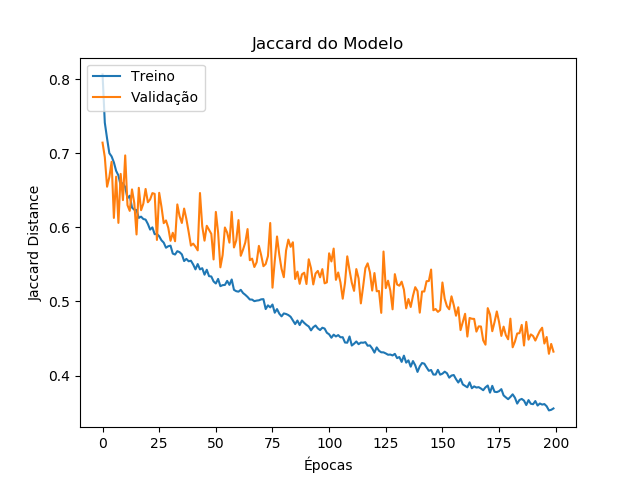 Jaccard do Modelo
Treino
Validação
Jaccard Distance
0.8
0.7
0.6
0.5
0.4
0 25 50 75 100 125 150 175 200
Épocas